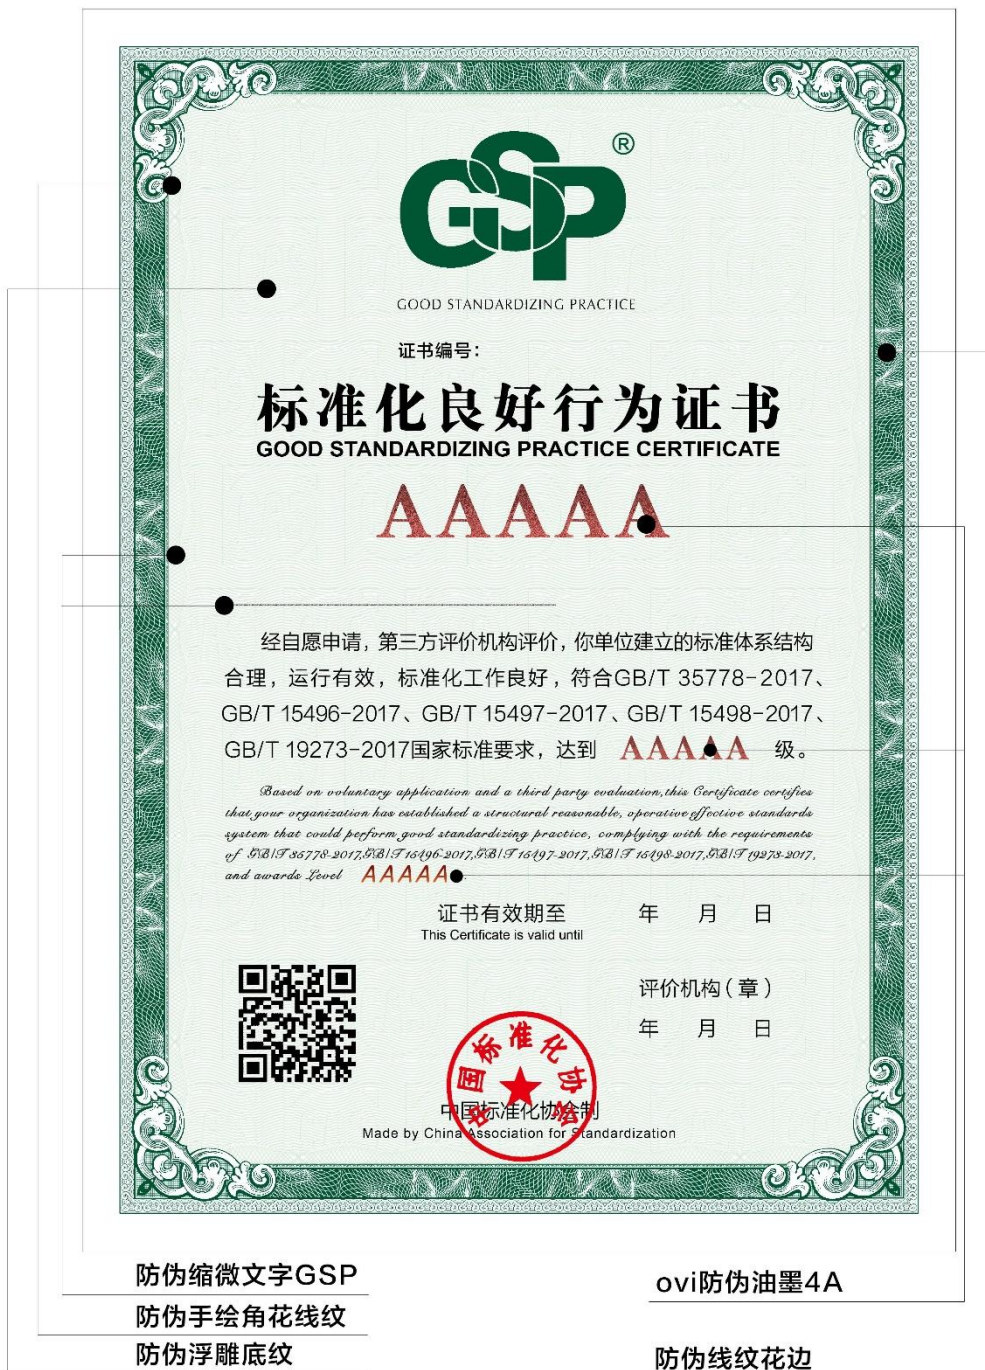 GSP®
GOOD STANDARDIZING PRACTICE
证书编号：
标准化良好行为证书
GOOD STANDARDIZING PRACTICE CERTIFICATE
AAAAA
经自愿申请，第三方评价机构评价，你单位建立的标准体系结构
合理，运行有效，标准化工作良好，符合GB/T 35778-2017、
GB/T 15496-2017、GB/T 15497-2017、GB/T 15498-2017、
GB/T 19273-2017国家标准要求，达到 AAAAA 级。
Based on voluntary application and a third party evaluation,this Certificate certifies
that your organization has established a structural reasonable, operative effective standards
system that could perform good standardizing practice, complying with the requirements
of GB/T 35778-2017,GB/T 15496-2017,GB/T 15497-2017,GB/T 15498-2017,GB/T 19273-2017,
and awards Level AAAAA.
证书有效期至 年 月 日
This Certificate is valid until
评价机构（章）
年 月 日
中国标准化协会
中国标准化协会制
Made by China Association for Standardization
防伪缩微文字GSP
ovi防伪油墨4A
防伪手绘角花线纹
防伪浮雕底纹
防伪线纹花边